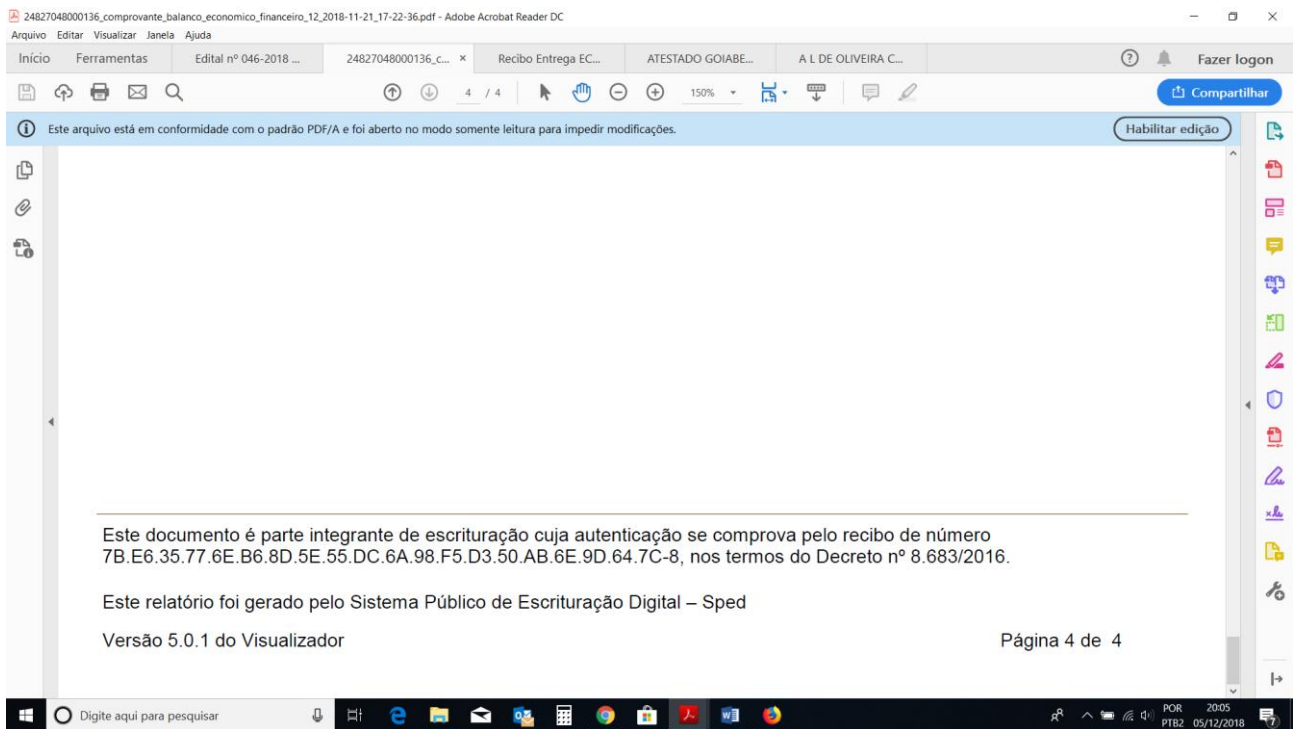 24827048000136_comprovante_balanco_economico_financeiro_12_2018-11-21_17-22-36.pdf - Adobe Acrobat Reader DC
Arquivo Editar Visualizar Janela Ajuda
Início Ferramentas Edital nº 046-2018 ... 24827048000136_c... × Recibo Entrega EC... ATESTADO GOIABE... A L DE OLIVEIRA C... Fazer logon
4 / 4 150% Compartilhar
Este arquivo está em conformidade com o padrão PDF/A e foi aberto no modo somente leitura para impedir modificações. Habilitar edição
Este documento é parte integrante de escrituração cuja autenticação se comprova pelo recibo de número
7B.E6.35.77.6E.B6.8D.5E.55.DC.6A.98.F5.D3.50.AB.6E.9D.64.7C-8, nos termos do Decreto nº 8.683/2016.
Este relatório foi gerado pelo Sistema Público de Escrituração Digital – Sped
Versão 5.0.1 do Visualizador Página 4 de 4
Digite aqui para pesquisar POR 20:05
PTB2 05/12/2018